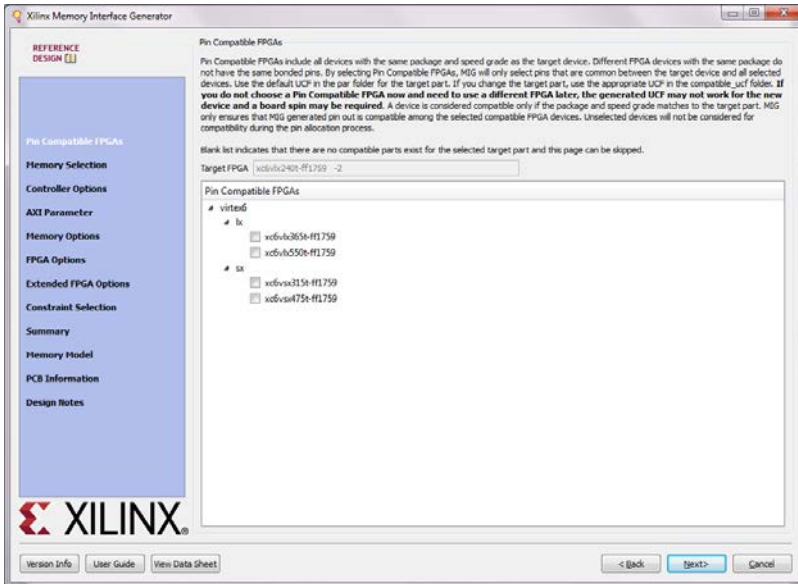 Xilinx Memory Interface Generator
REFERENCE
DESIGN
Pin Compatible FPGAs
Memory Selection
Controller Options
AXI Parameter
Memory Options
FPGA Options
Extended FPGA Options
Constraint Selection
Summary
Memory Model
PCB Information
Design Notes
XILINX®
Pin Compatible FPGAs
Pin Compatible FPGAs include all devices with the same package and speed grade as the target device. Different FPGA devices with the same package do
not have the same bonded pins. By selecting Pin Compatible FPGAs, MIG will only select pins that are common between the target device and all selected
devices. Use the default UCF in the par folder for the target part. If you change the target part, use the appropriate UCF in the compatible_ucf folder. If
you do not choose a Pin Compatible FPGA now and need to use a different FPGA later, the generated UCF may not work for the new
device and a board spin may be required. A device is considered compatible only if the package and speed grade matches to the target part. MIG
only ensures that MIG generated pin out is compatible among the selected compatible FPGA devices. Unselected devices will not be considered for
compatibility during the pin allocation process.
Blank list indicates that there are no compatible parts exist for the selected target part and this page can be skipped.
Target FPGA xc6vlx240t-ff1759 -2
Pin Compatible FPGAs
virtex6
lx
xc6vlx365t-ff1759
xc6vlx550t-ff1759
sx
xc6vsx315t-ff1759
xc6vsx475t-ff1759
Version Info User Guide View Data Sheet < Back Next> Cancel